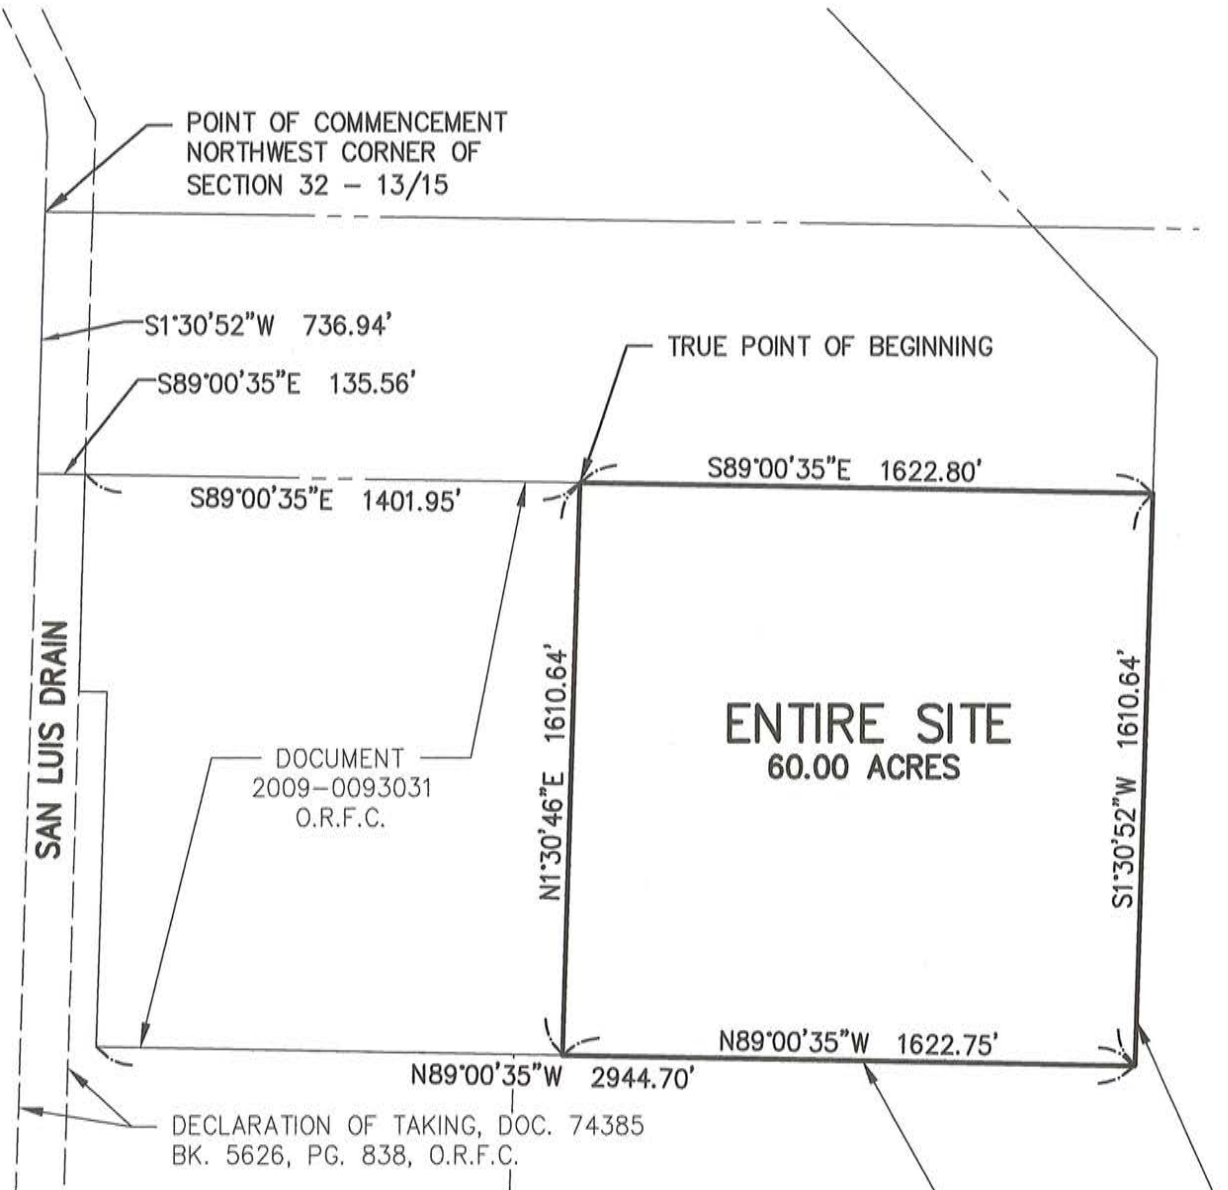 POINT OF COMMENCEMENT
NORTHWEST CORNER OF
SECTION 32 – 13/15
S1°30'52"W 736.94'
TRUE POINT OF BEGINNING
S89°00'35"E 135.56'
S89°00'35"E 1622.80'
S89°00'35"E 1401.95'
SAN LUIS DRAIN
N1°30'46"E 1610.64'
S1°30'52"W 1610.64'
ENTIRE SITE
60.00 ACRES
DOCUMENT
2009–0093031
O.R.F.C.
N89°00'35"W 1622.75'
N89°00'35"W 2944.70'
DECLARATION OF TAKING, DOC. 74385
BK. 5626, PG. 838, O.R.F.C.